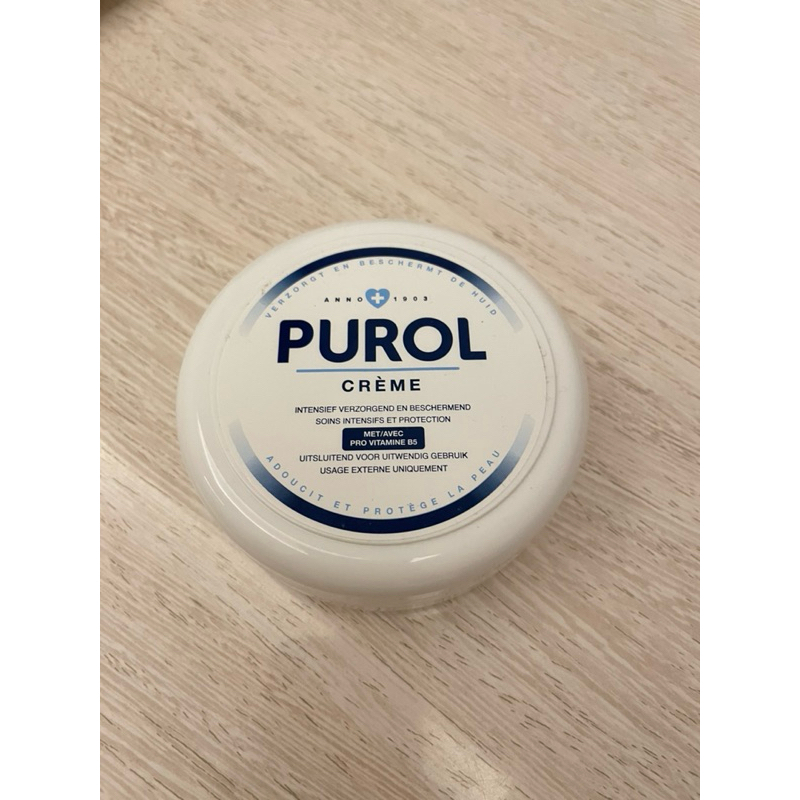 VERZORGT EN BESCHERMT DE HUID
ANNO 1903
PUROL
CRÈME
INTENSIEF VERZORGEND EN BESCHERMEND
SOINS INTENSIFS ET PROTECTION
MET/AVEC
PRO VITAMINE B5
UITSLUITEND VOOR UITWENDIG GEBRUIK
USAGE EXTERNE UNIQUEMENT
ADOUCIT ET PROTÈGE LA PEAU